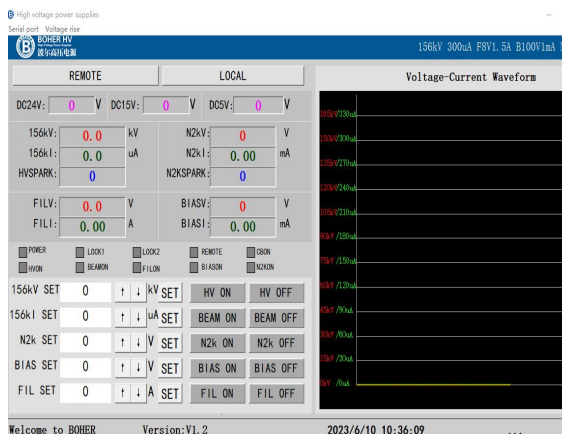 High voltage power supplies
Serial port Voltage rise
BOHER HV
波尔高压电源
156kV 300uA F8V1.5A B100V1mA
REMOTE LOCAL
Voltage-Current Waveform
DC24V: 0 V DC15V: 0 V DC5V: 0 V
156kV: 0.0 kV N2kV: 0 V
156kI: 0.0 uA N2kI: 0.00 mA
HVSPARK: 0 N2KSPARK: 0
FILV: 0.0 V BIASV: 0 V
FILI: 0.00 A BIASI: 0.00 mA
POWER LOCK1 LOCK2 REMOTE CBON
HVON BEAMON FILON BIASON N2KON
156kV SET 0 ↑ ↓ kV SET HV ON HV OFF
156kI SET 0 ↑ ↓ uA SET BEAM ON BEAM OFF
N2k SET 0 ↑ ↓ V SET N2k ON N2k OFF
BIAS SET 0 ↑ ↓ V SET BIAS ON BIAS OFF
FIL SET 0 ↑ ↓ A SET FIL ON FIL OFF
165kV/330uA
150kV/300uA
135kV/270uA
120kV/240uA
105kV/210uA
90kV /180uA
75kV /150uA
60kV /120uA
45kV /90uA
30kV /60uA
15kV /30uA
0kV /0uA
Welcome to BOHER Version:V1.2 2023/6/10 10:36:09 ...